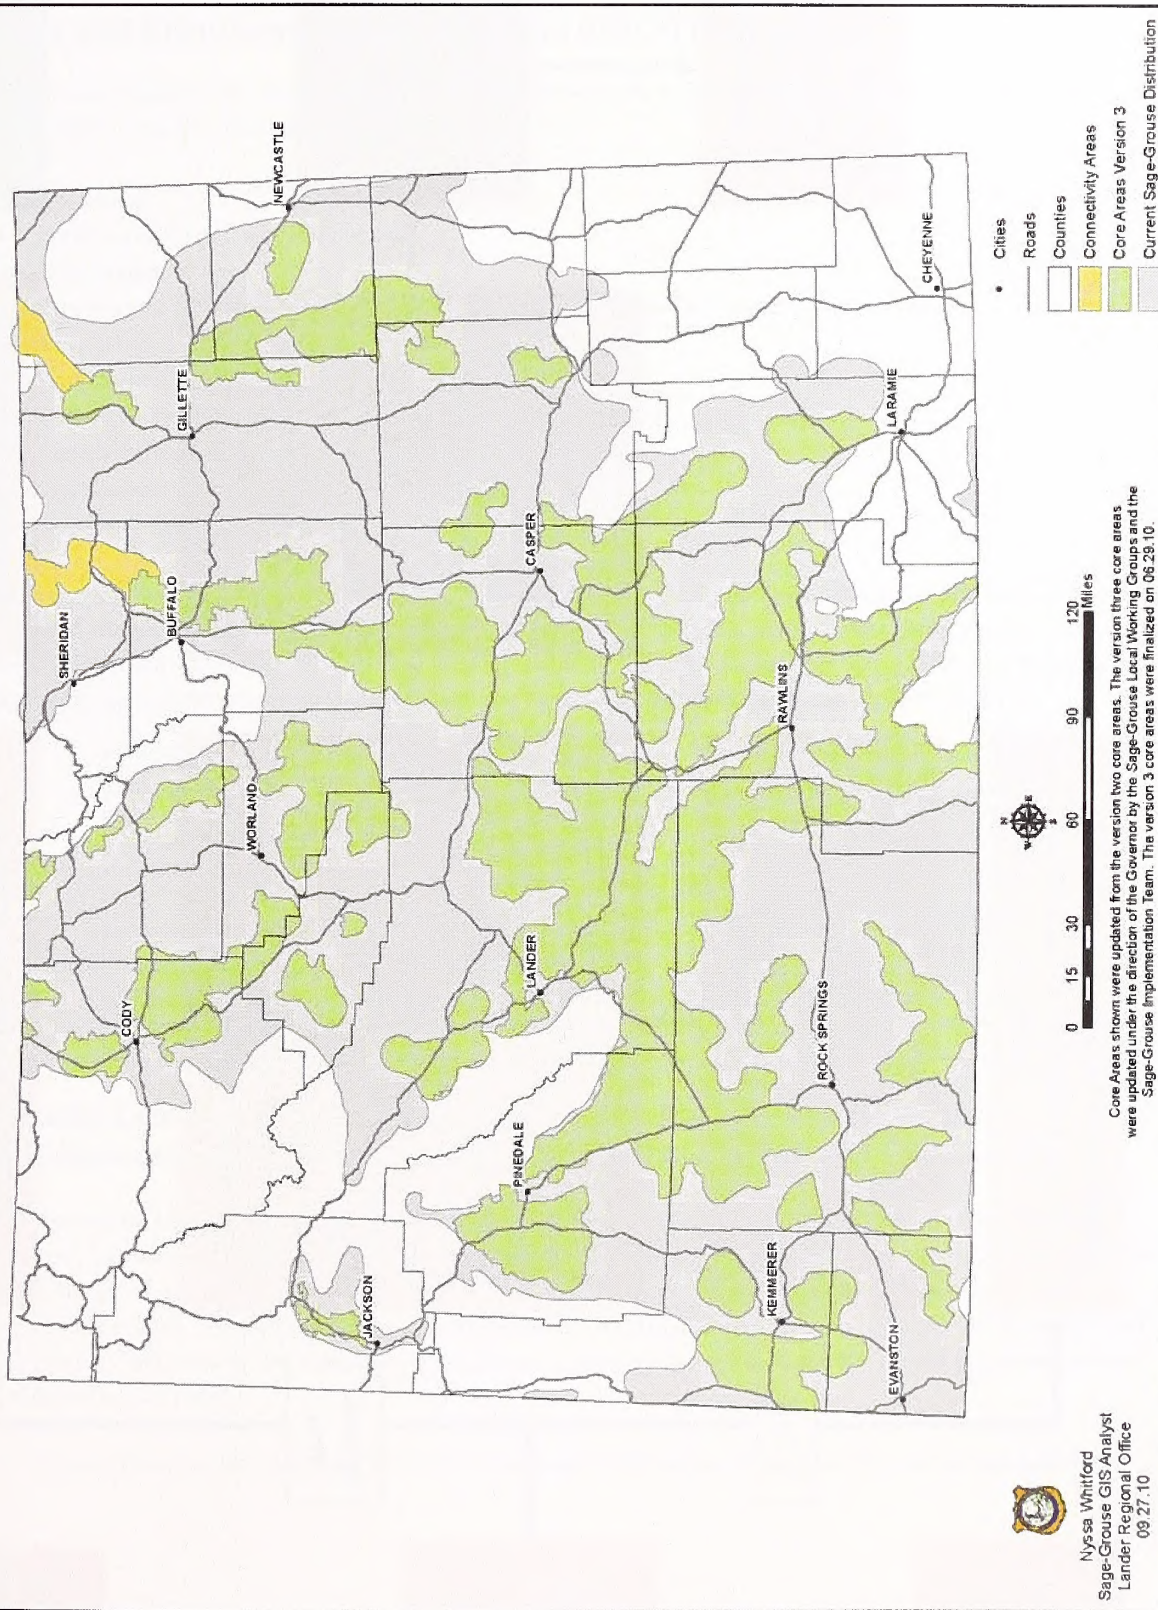 SHERIDAN
CODY
BUFFALO
GILLETTE
NEWCASTLE
WORLAND
JACKSON
PINEDALE
LANDER
CASPER
KEMMERER
EVANSTON
ROCK SPRINGS
RAWLINS
LARAMIE
CHEYENNE
Nyssa Whitford
Sage-Grouse GIS Analyst
Lander Regional Office
09.27.10
N
W E
S
0 15 30 60 90 120
Miles
Core Areas shown were updated from the version two core areas. The version three core areas
were updated under the direction of the Governor by the Sage-Grouse Local Working Groups and the
Sage-Grouse Implementation Team. The version 3 core areas were finalized on 06.29.10.
Cities
Roads
Counties
Connectivity Areas
Core Areas Version 3
Current Sage-Grouse Distribution